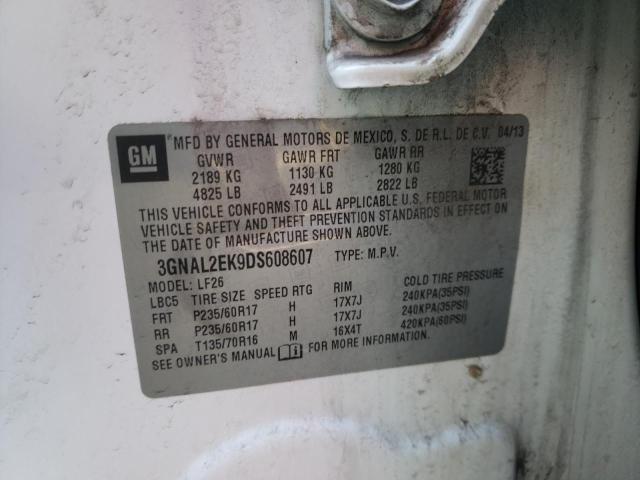 GM
*MFD BY GENERAL MOTORS DE MEXICO, S. DE R.L. DE C.V. 04/13
GVWR GAWR FRT GAWR RR
2189 KG 1130 KG 1280 KG
4825 LB 2491 LB 2822 LB
THIS VEHICLE CONFORMS TO ALL APPLICABLE U.S. FEDERAL MOTOR
VEHICLE SAFETY AND THEFT PREVENTION STANDARDS IN EFFECT ON
THE DATE OF MANUFACTURE SHOWN ABOVE.
3GNAL2EK9DS608607 TYPE: M.P.V.
MODEL: LF26
LBC5 TIRE SIZE SPEED RTG RIM COLD TIRE PRESSURE
FRT P235/60R17 H 17X7J 240KPA(35PSI)
RR P235/60R17 H 17X7J 240KPA(35PSI)
SPA T135/70R16 M 16X4T 420KPA(60PSI)
SEE OWNER'S MANUAL FOR MORE INFORMATION.